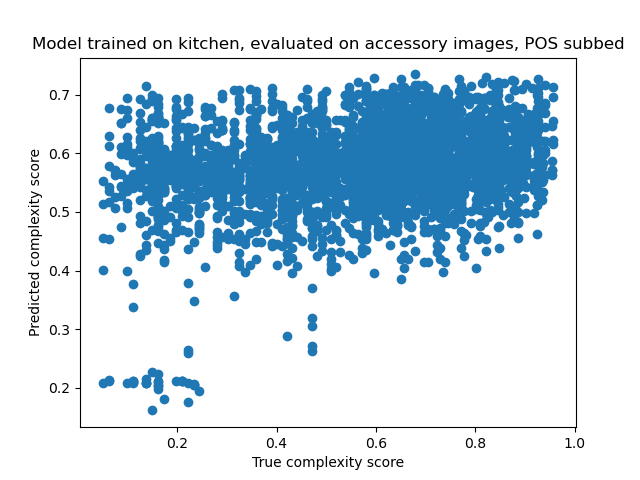 Model trained on kitchen, evaluated on accessory images, POS subbed
0.7
0.6
0.5
0.4
0.3
0.2
Predicted complexity score
0.2 0.4 0.6 0.8 1.0
True complexity score